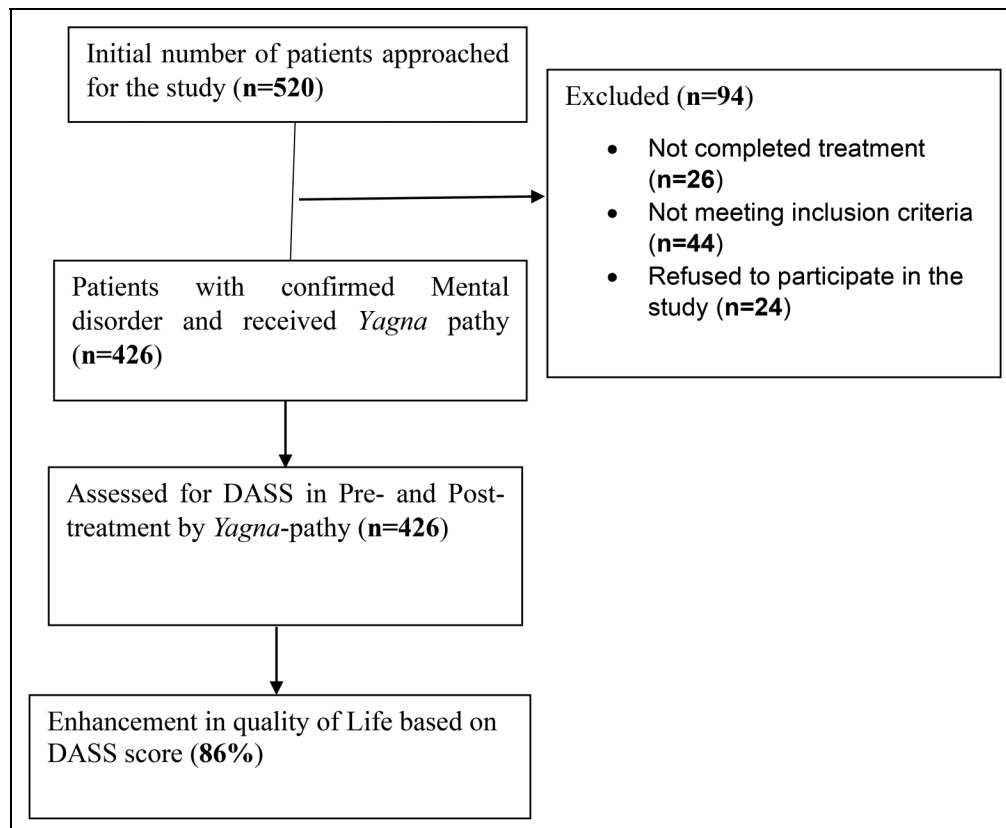 Initial number of patients approached
for the study (n=520)
Excluded (n=94)
• Not completed treatment
(n=26)
• Not meeting inclusion criteria
(n=44)
• Refused to participate in the
study (n=24)
Patients with confirmed Mental
disorder and received Yagna pathy
(n=426)
Assessed for DASS in Pre- and Post-
treatment by Yagna-pathy (n=426)
Enhancement in quality of Life based on
DASS score (86%)